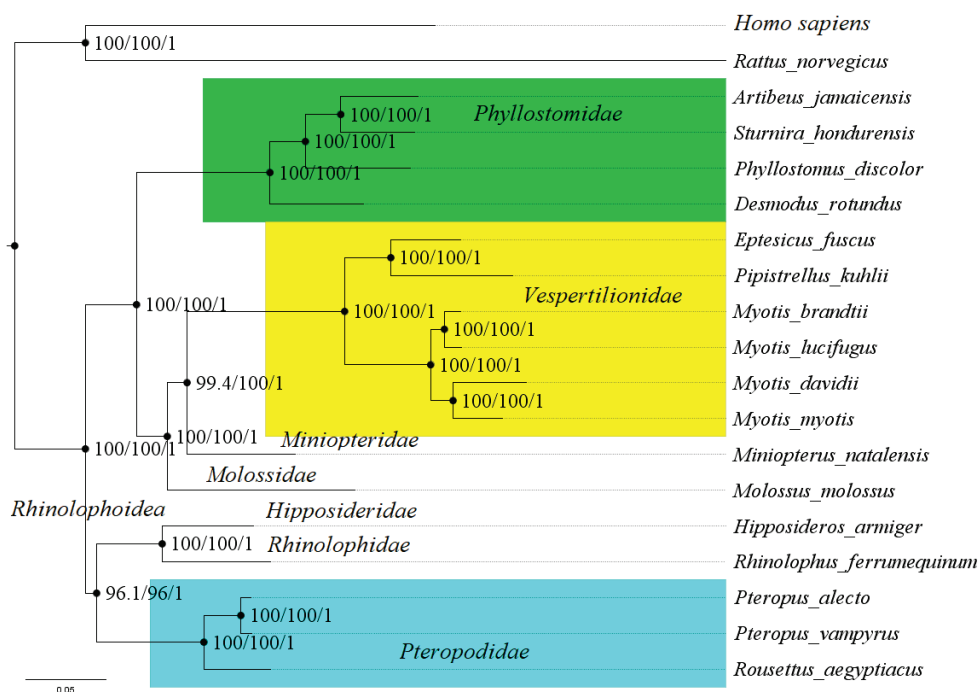 Homo sapiens
100/100/1
Rattus_norvegicus
Artibeus_jamaicensis
100/100/1
Phyllostomidae
Sturnira_hondurensis
100/100/1
Phyllostomus_discolor
100/100/1
Desmodus_rotundus
Eptesicus_fuscus
100/100/1
Pipistrellus_kuhlii
Vespertilionidae
100/100/1
100/100/1
Myotis_brandtii
100/100/1
Myotis_lucifugus
100/100/1
99.4/100/1
Myotis_davidii
100/100/1
Myotis_myotis
100/100/1
Miniopteridae
100/100/1
Miniopterus_natalensis
Molossidae
Molossus_molossus
Rhinolophoidea
Hipposideridae
Hipposideros_armiger
100/100/1
Rhinolophidae
Rhinolophus_ferrumequinum
96.1/96/1
Pteropus_alecto
100/100/1
Pteropus_vampyrus
100/100/1
Pteropodidae
Rousettus_aegyptiacus
0.05